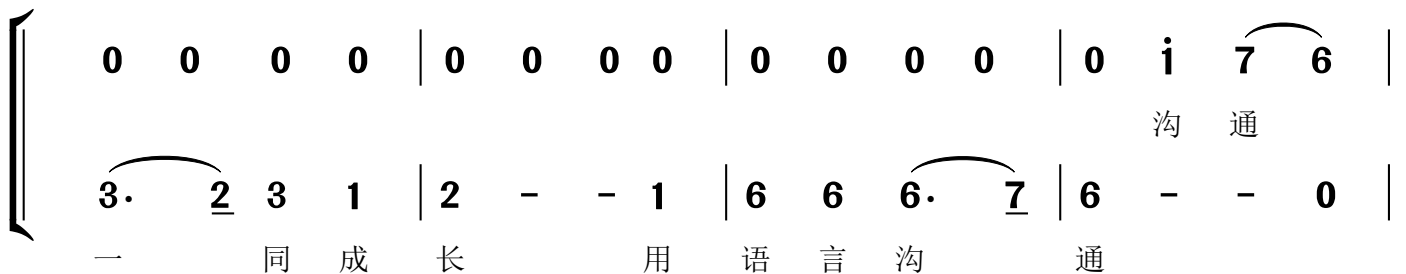 0 0 0 0 | 0 0 0 0 | 0 0 0 0 | 0 i 7 6 |
沟 通
3. 2 3 1 | 2 - - 1 | 6 6 6. 7 | 6 - - 0 |
一 同 成 长 用 语 言 沟 通